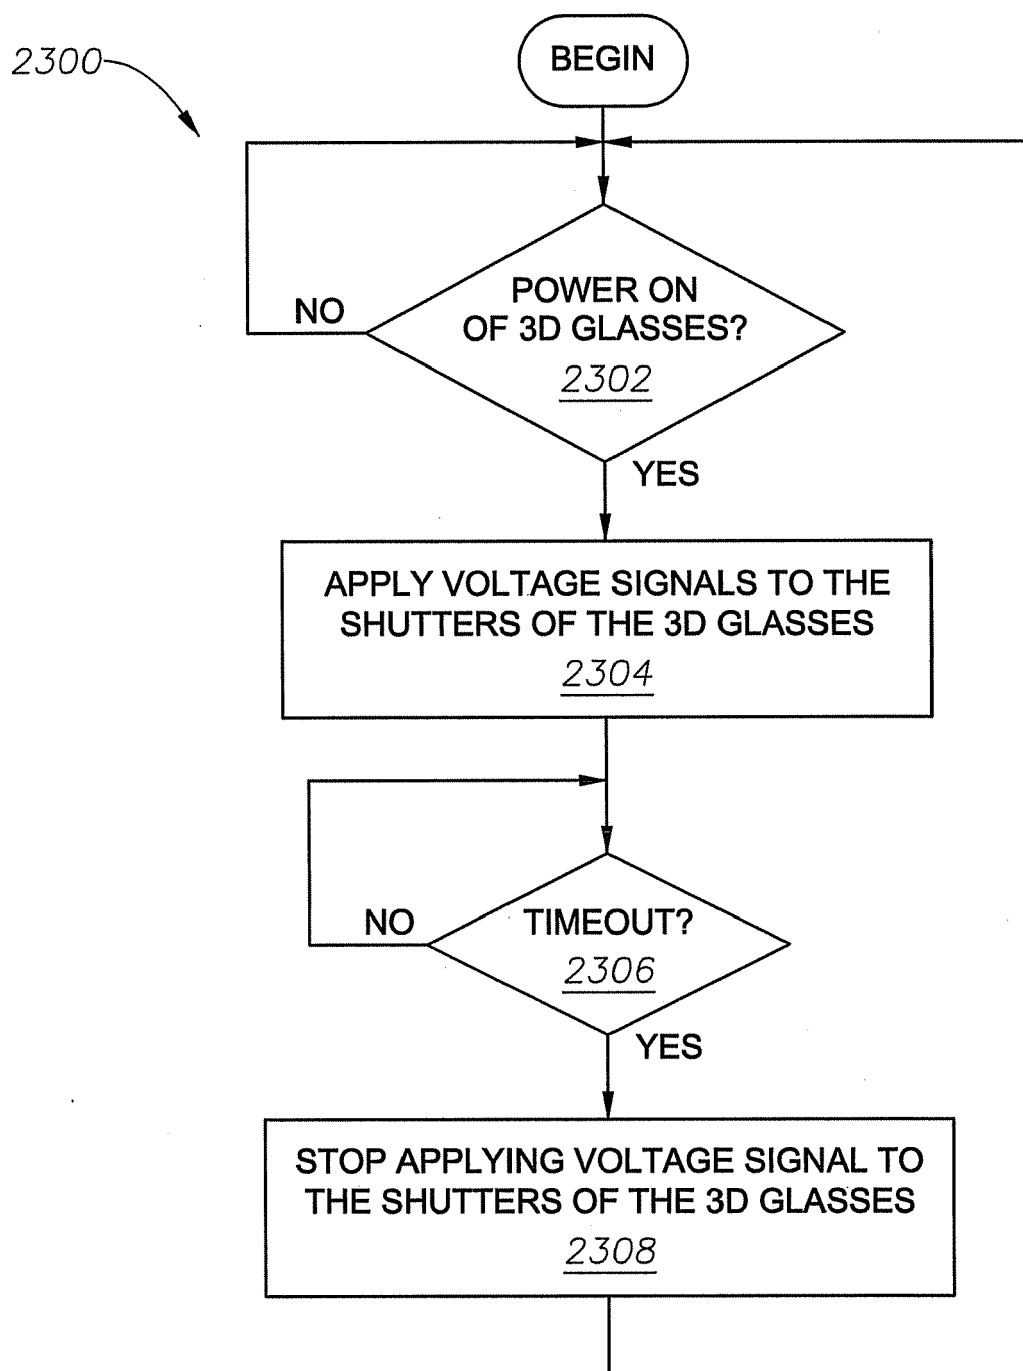 BEGIN
2300
POWER ON
OF 3D GLASSES?
2302
NO
YES
APPLY VOLTAGE SIGNALS TO THE
SHUTTERS OF THE 3D GLASSES
2304
TIMEOUT?
2306
NO
YES
STOP APPLYING VOLTAGE SIGNAL TO
THE SHUTTERS OF THE 3D GLASSES
2308